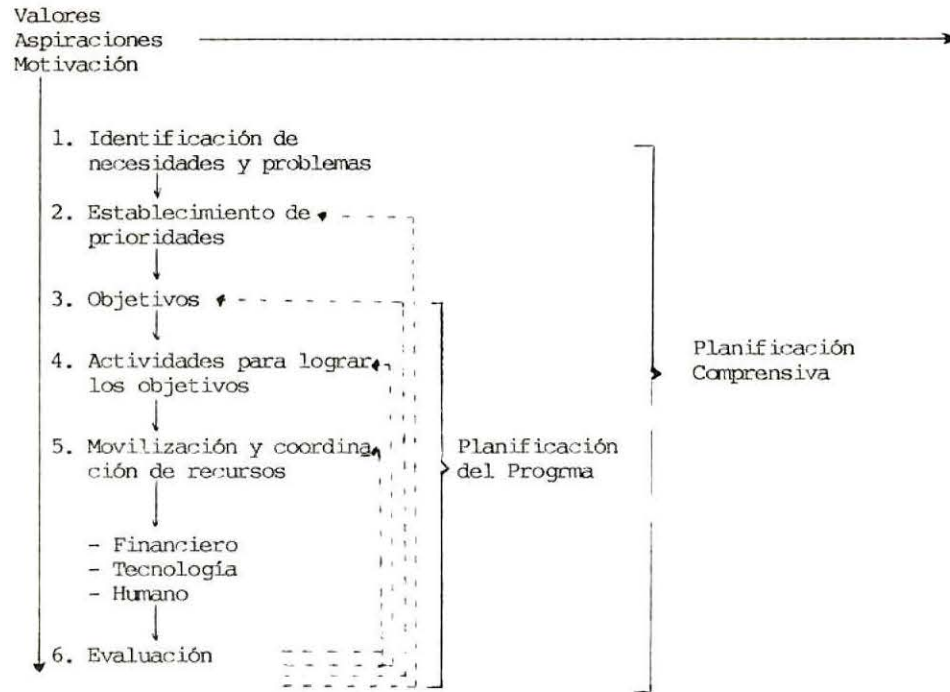 Valores
Aspiraciones
Motivación
1. Identificación de
necesidades y problemas
2. Establecimiento de
prioridades
3. Objetivos
4. Actividades para lograr
los objetivos
5. Movilización y coordina
ción de recursos
- Financiero
- Tecnología
- Humano
6. Evaluación
Planificación
del Progrma
Planificación
Comprensiva